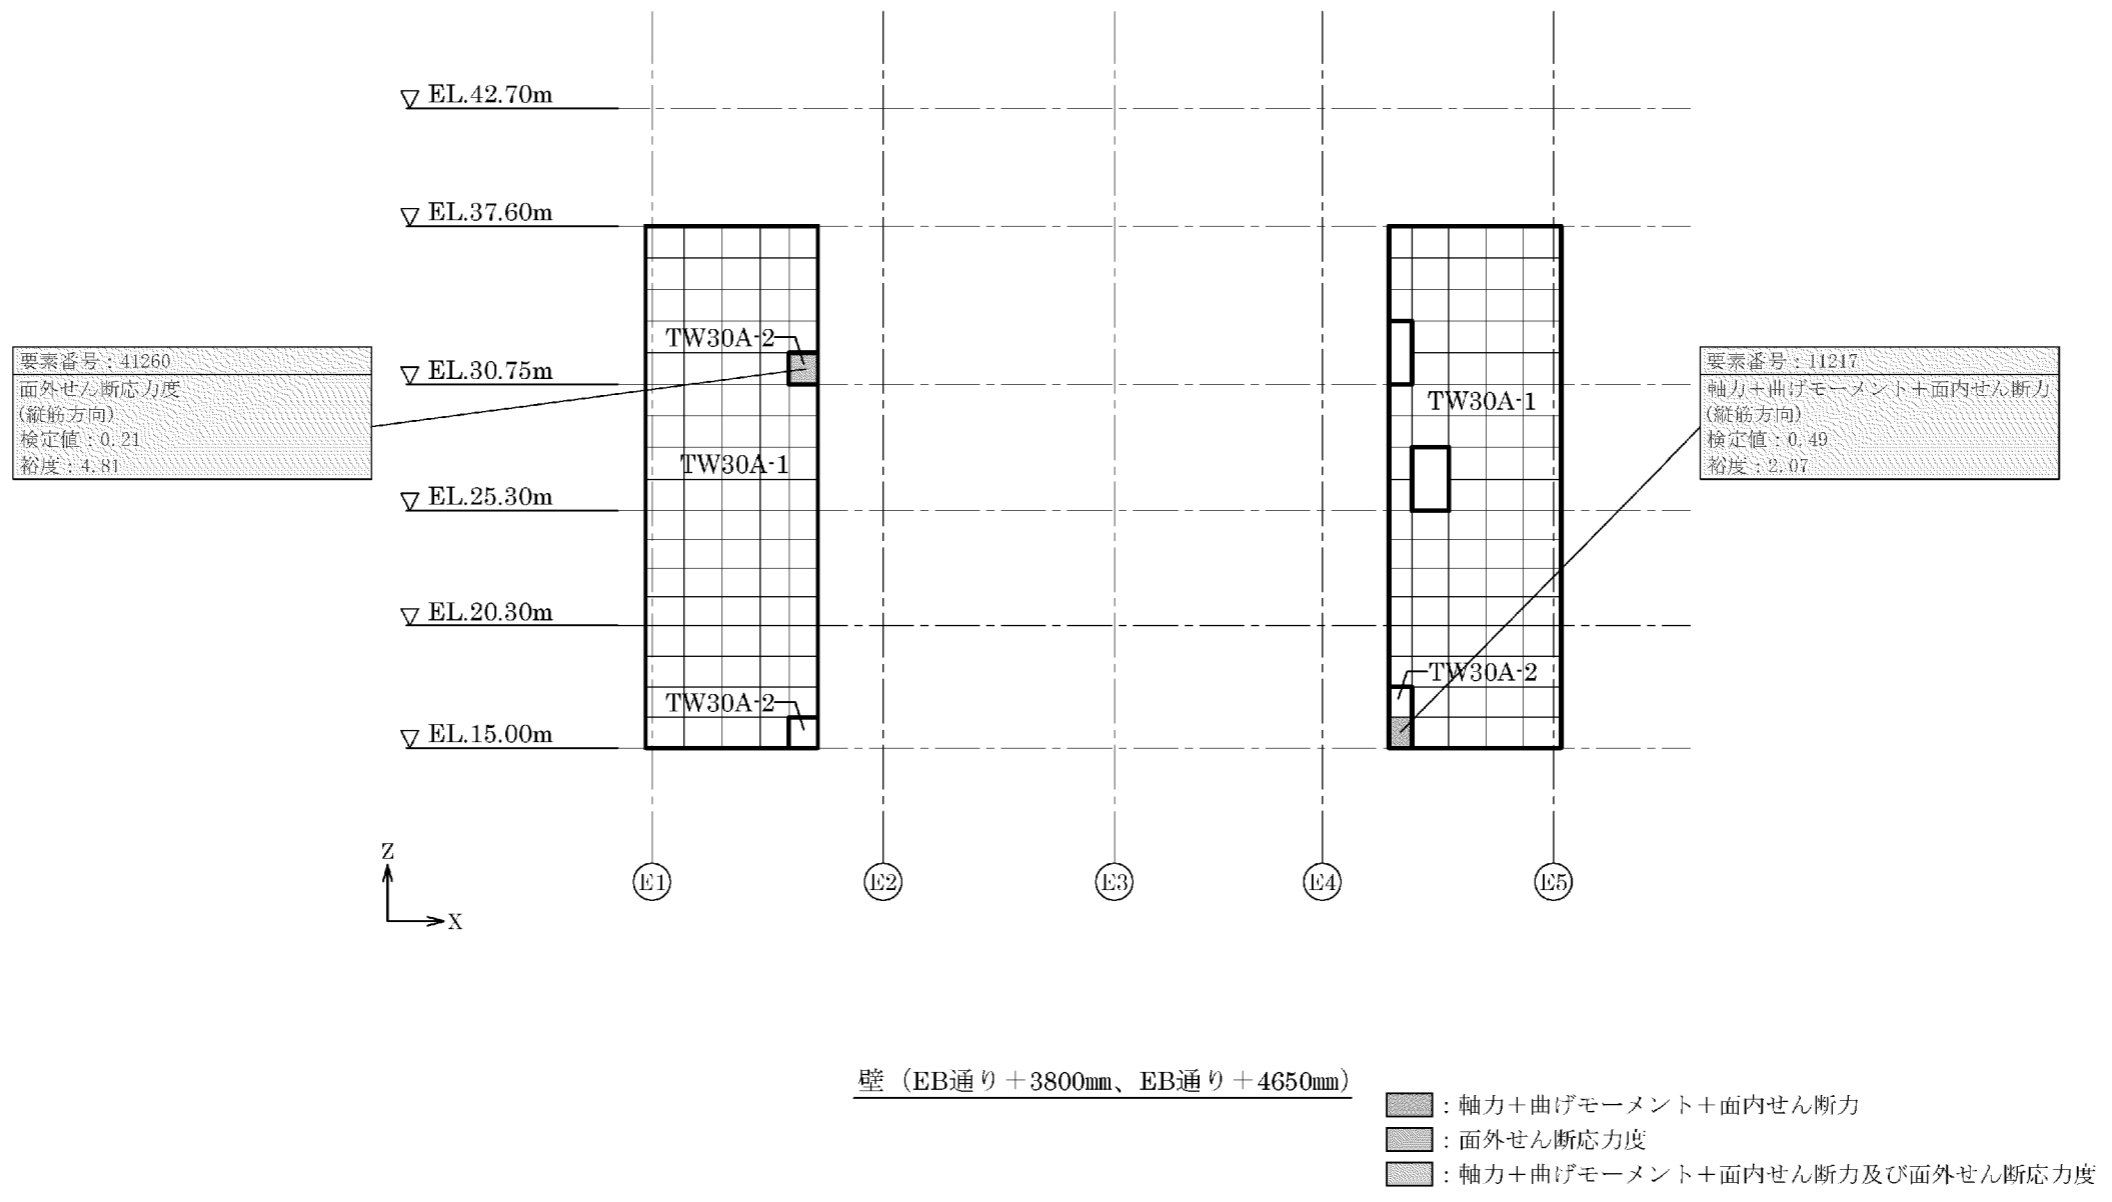 ▽ EL.42.70m
▽ EL.37.60m
TW30A-2
▽ EL.30.75m
要素番号：41260
面外せん断応力度
(縦筋方向)
検定値：0.21
裕度：4.81
要素番号：11217
軸力＋曲げモーメント＋面内せん断力
(縦筋方向)
検定値：0.49
裕度：2.07
TW30A-1
TW30A-1
▽ EL.25.30m
▽ EL.20.30m
TW30A-2
TW30A-2
▽ EL.15.00m
Z
X
E1
E2
E3
E4
E5
壁（EB通り＋3800㎜、EB通り＋4650㎜）
：軸力＋曲げモーメント＋面内せん断力
：面外せん断応力度
：軸力＋曲げモーメント＋面内せん断力及び面外せん断応力度